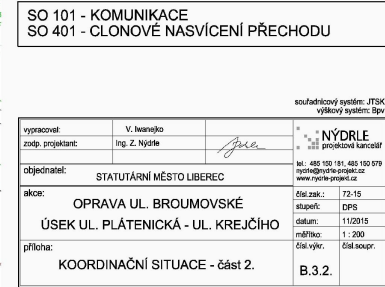 SO 101 - KOMUNIKACE
SO 401 - CLONOVÉ NASVÍCENÍ PŘECHODU
souřadnicový systém: JTSK
výškový systém: Bpv
vypracoval: V. Iwanejko
zodp. projektant: Ing. Z. Nýdrle
NÝDRLE
projektová kancelář
tel.: 485 150 181, 485 150 579
nydrle@nydrle-projekt.cz
www.nydrle-projekt.cz
objednatel: STATUTÁRNÍ MĚSTO LIBEREC
akce:
OPRAVA UL. BROUMOVSKÉ
ÚSEK UL. PLÁTENICKÁ - UL. KREJČÍHO
čísl.zak.: 72-15
stupeň: DPS
datum: 11/2015
měřítko: 1 : 200
příloha:
KOORDINAČNÍ SITUACE - část 2.
čísl.výkr. čísl.soupr.
B.3.2.